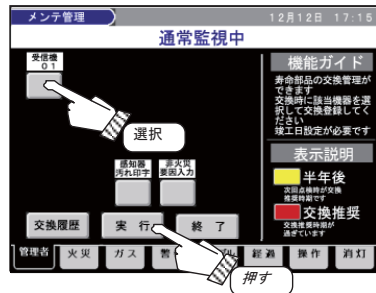 メンテ管理
12月12日 17:15
通常監視中
受信機
01
選択
感知器
汚れ印字
非火災
要因入力
交換履歴
実 行
終 了
押す
機能ガイド
寿命部品の交換管理が
できます
交換時に該当機器を選
択して交換登録してく
ださい
竣工日設定が必要です
表示説明
半年後
次回点検時が交換
推奨時期です
交換推奨
交換推奨時期が
過ぎています
管理者
火災
ガス
経過
操作
消灯